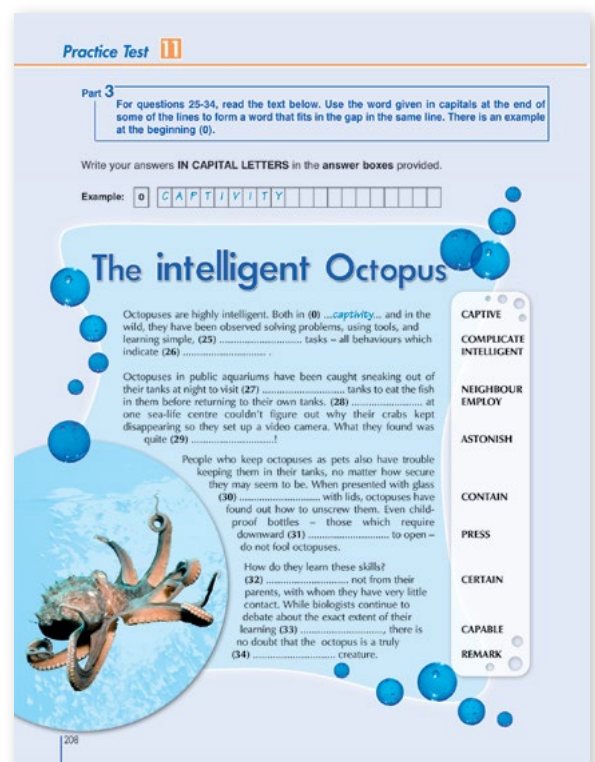 Practice Test 11
Part 3
For questions 25-34, read the text below. Use the word given in capitals at the end of
some of the lines to form a word that fits in the gap in the same line. There is an example
at the beginning (0).
Write your answers IN CAPITAL LETTERS in the answer boxes provided.
Example: 0 CAPTIVITY
The intelligent Octopus
Octopuses are highly intelligent. Both in (0) ...captivity... and in the CAPTIVE
wild, they have been observed solving problems, using tools, and
learning simple, (25) .............................. tasks – all behaviours which COMPLICATE
indicate (26) .............................. . INTELLIGENT
Octopuses in public aquariums have been caught sneaking out of
their tanks at night to visit (27) .............................. tanks to eat the fish NEIGHBOUR
in them before returning to their own tanks. (28) .............................. at EMPLOY
one sea-life centre couldn't figure out why their crabs kept
disappearing so they set up a video camera. What they found was
quite (29) ..............................! ASTONISH
People who keep octopuses as pets also have trouble
keeping them in their tanks, no matter how secure
they may seem to be. When presented with glass
(30) .............................. with lids, octopuses have CONTAIN
found out how to unscrew them. Even child-
proof bottles – those which require
downward (31) .............................. to open – PRESS
do not fool octopuses.
How do they learn these skills?
(32) .............................. not from their CERTAIN
parents, with whom they have very little
contact. While biologists continue to
debate about the exact extent of their
learning (33) .............................., there is CAPABLE
no doubt that the octopus is a truly
(34) .............................. creature. REMARK
208